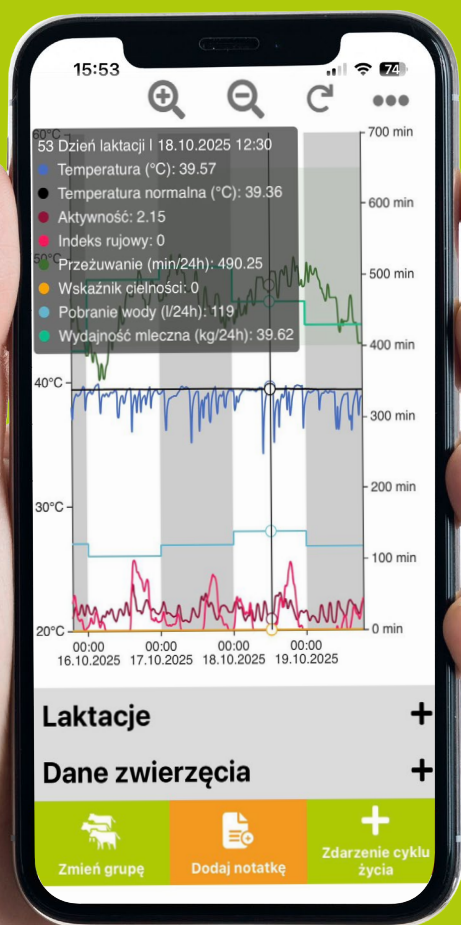 15:53
74
60°C
700 min
53 Dzień laktacji | 18.10.2025 12:30
Temperatura (°C): 39.57
Temperatura normalna (°C): 39.36
600 min
Aktywność: 2.15
Indeks rujowy: 0
50°C
Przeżuwanie (min/24h): 490.25
500 min
Wskaźnik cielności: 0
Pobranie wody (l/24h): 119
Wydajność mleczna (kg/24h): 39.62
400 min
40°C
300 min
30°C
200 min
100 min
20°C
0 min
00:00 00:00 00:00 00:00
16.10.2025 17.10.2025 18.10.2025 19.10.2025
Laktacje
Dane zwierzęcia
Zmień grupę
Dodaj notatkę
Zdarzenie cyklu
życia